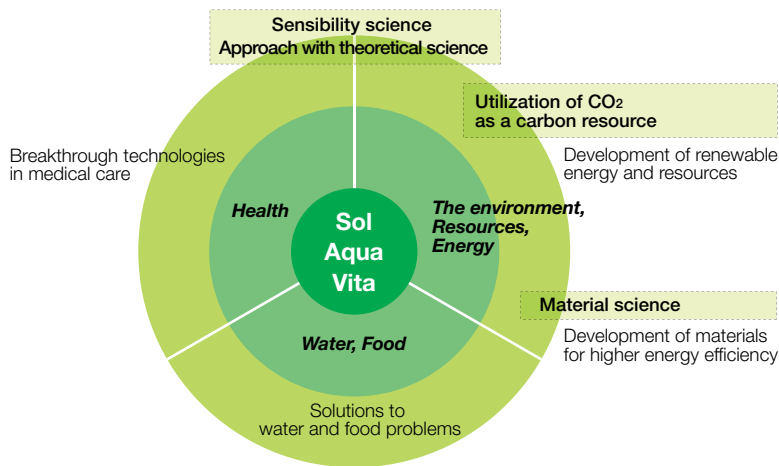 Sensibility science
Approach with theoretical science
Utilization of CO₂
as a carbon resource
Breakthrough technologies
in medical care
Development of renewable
energy and resources
Health
The environment,
Resources,
Energy
Sol
Aqua
Vita
Material science
Development of materials
for higher energy efficiency
Water, Food
Solutions to
water and food problems